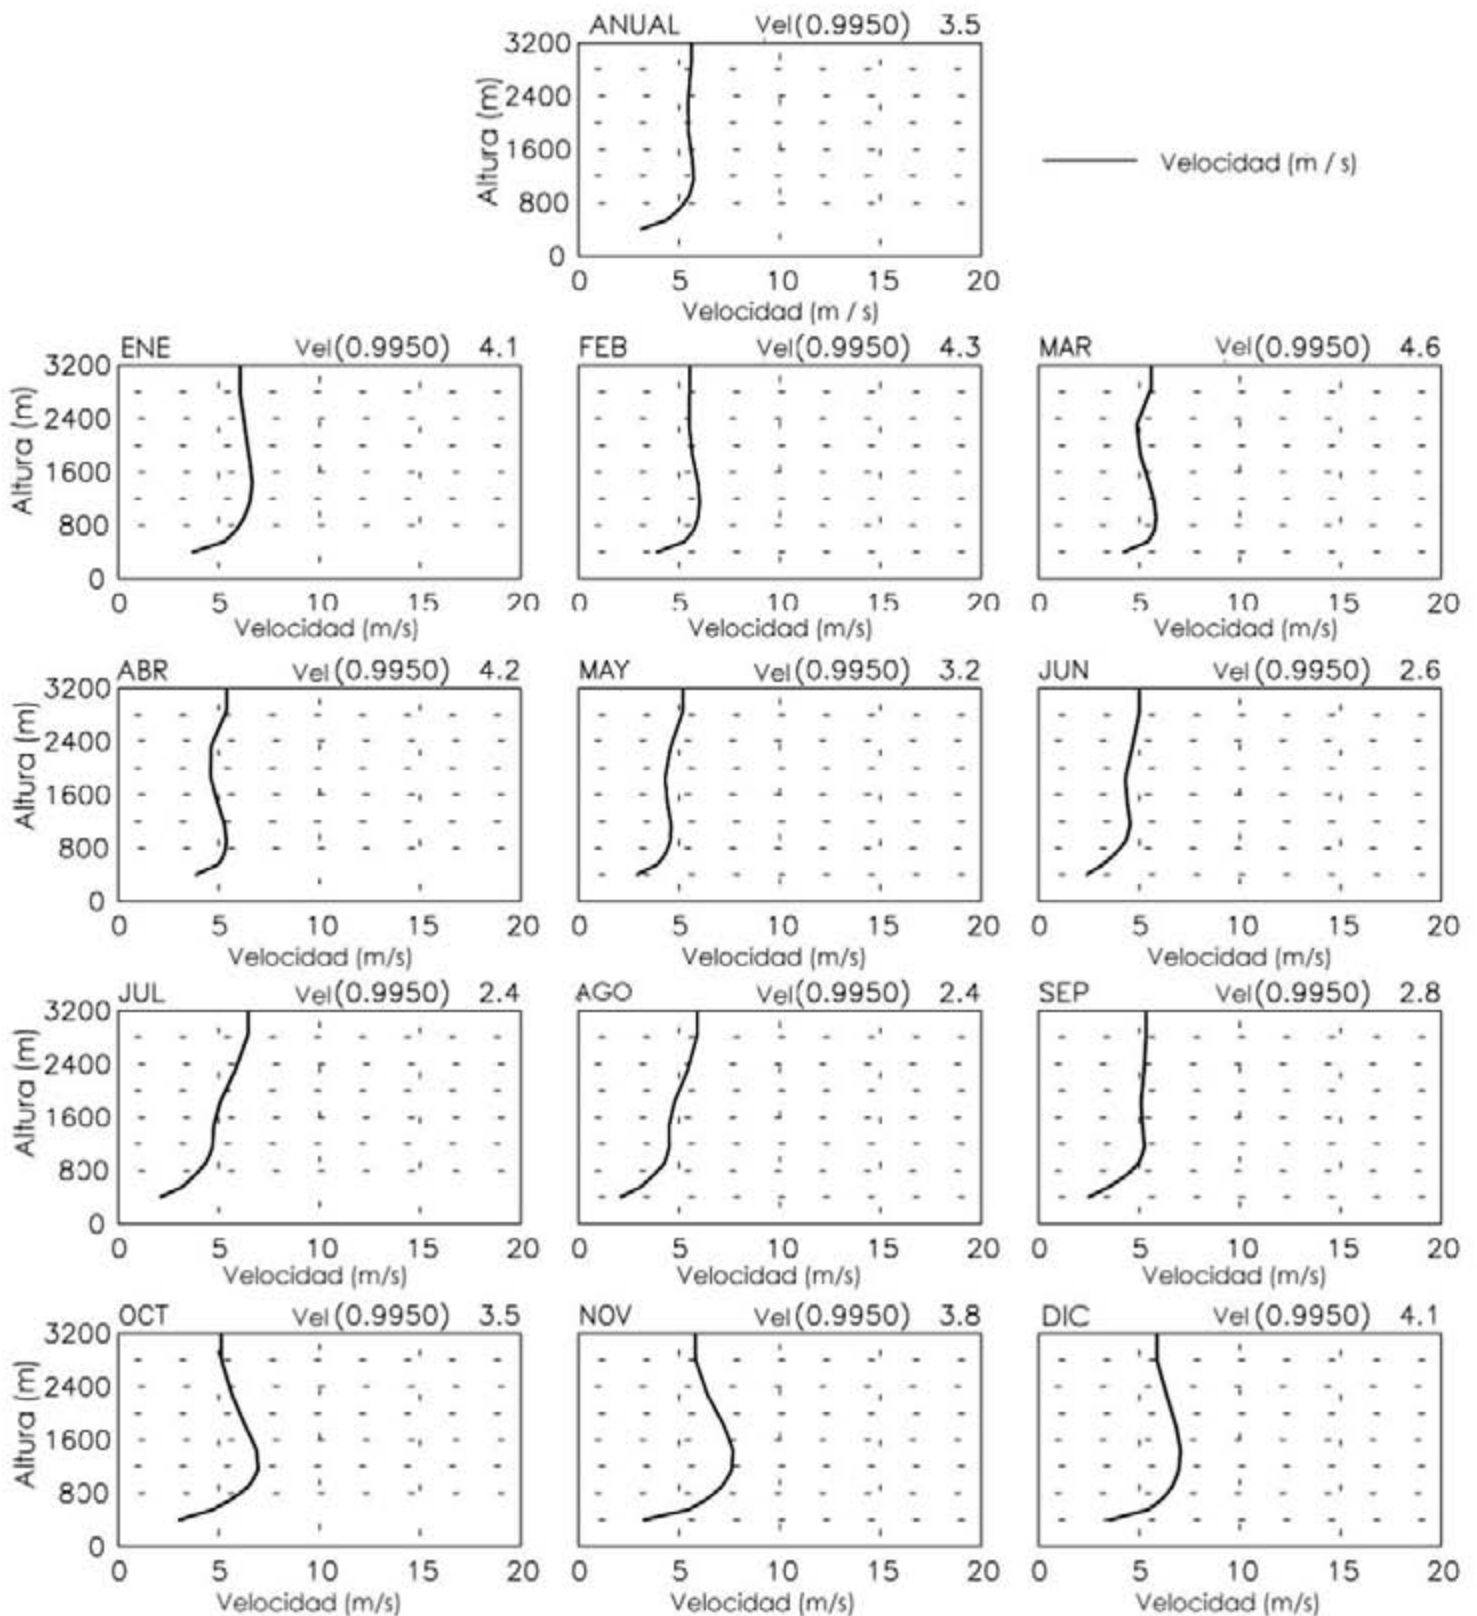 ANUAL Vel(0.9950) 3.5
3200
2400
1600
800
0
Altura (m)
0 5 10 15 20
Velocidad (m / s)
Velocidad (m / s)
ENE Vel(0.9950) 4.1
FEB Vel(0.9950) 4.3
MAR Vel(0.9950) 4.6
3200
2400
1600
800
0
Altura (m)
0 5 10 15 20
0 5 10 15 20
0 5 10 15 20
Velocidad (m/s)
Velocidad (m/s)
Velocidad (m/s)
ABR Vel(0.9950) 4.2
MAY Vel(0.9950) 3.2
JUN Vel(0.9950) 2.6
3200
2400
1600
800
0
Altura (m)
0 5 10 15 20
0 5 10 15 20
0 5 10 15 20
Velocidad (m/s)
Velocidad (m/s)
Velocidad (m/s)
JUL Vel(0.9950) 2.4
AGO Vel(0.9950) 2.4
SEP Vel(0.9950) 2.8
3200
2400
1600
800
0
Altura (m)
0 5 10 15 20
0 5 10 15 20
0 5 10 15 20
Velocidad (m/s)
Velocidad (m/s)
Velocidad (m/s)
OCT Vel(0.9950) 3.5
NOV Vel(0.9950) 3.8
DIC Vel(0.9950) 4.1
3200
2400
1600
800
0
Altura (m)
0 5 10 15 20
0 5 10 15 20
0 5 10 15 20
Velocidad (m/s)
Velocidad (m/s)
Velocidad (m/s)